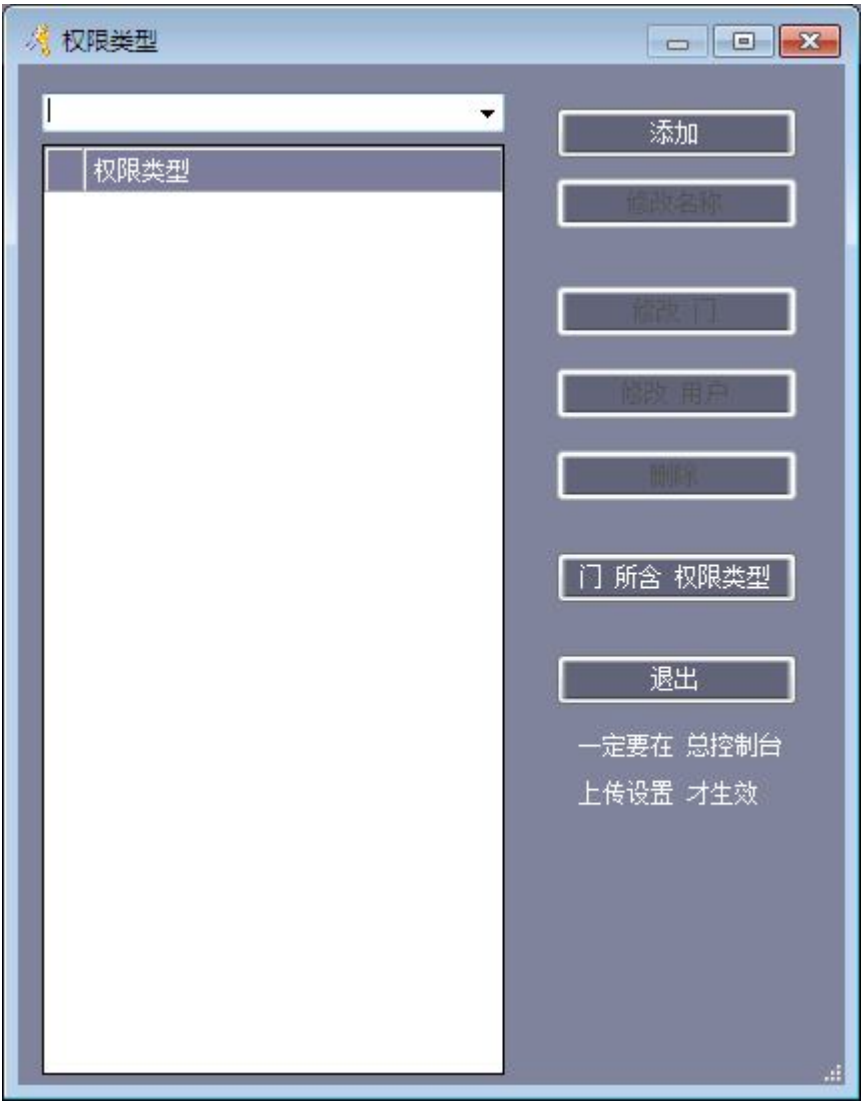 权限类型
权限类型
添加
修改名称
修改 门
修改 用户
删除
门 所含 权限类型
退出
一定要在 总控制台
上传设置 才生效